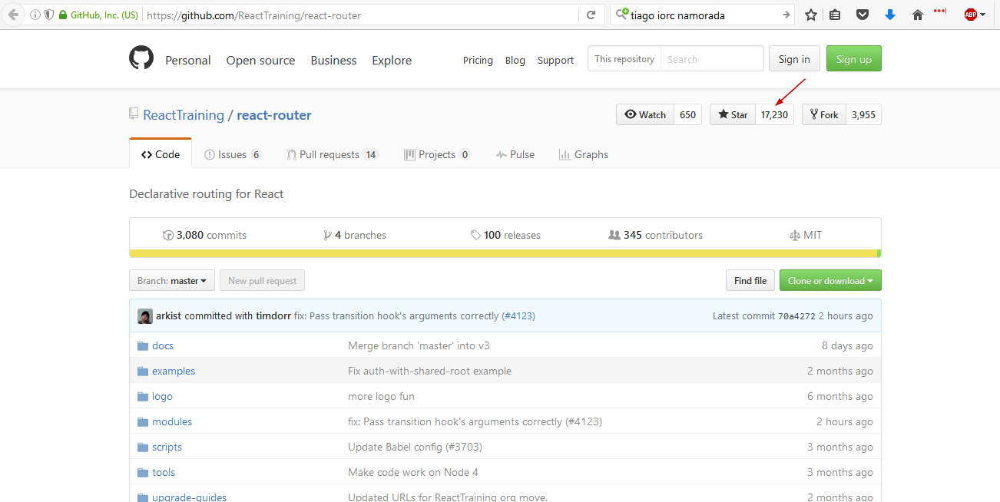 GitHub, Inc. (US) https://github.com/ReactTraining/react-router tiago iorc namorada ABP
Personal Open source Business Explore Pricing Blog Support This repository Search Sign in Sign up
ReactTraining / react-router Watch 650 Star 17,230 Fork 3,955
Code Issues 6 Pull requests 14 Projects 0 Pulse Graphs
Declarative routing for React
3,080 commits 4 branches 100 releases 345 contributors MIT
Branch: master New pull request Find file Clone or download
arkist committed with timdorr fix: Pass transition hook's arguments correctly (#4123) Latest commit 70a4272 2 hours ago
docs Merge branch 'master' into v3 8 days ago
examples Fix auth-with-shared-root example 2 months ago
logo more logo fun 6 months ago
modules fix: Pass transition hook's arguments correctly (#4123) 2 hours ago
scripts Update Babel config (#3703) 3 months ago
tools Make code work on Node 4 3 months ago
upgrade-guides Updated URLs for ReactTraining org move. 2 months ago